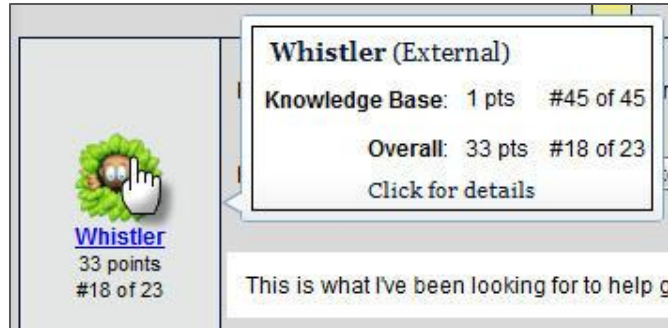 Whistler (External)
Knowledge Base: 1 pts #45 of 45
Overall: 33 pts #18 of 23
Click for details
Whistler
33 points
#18 of 23
This is what I've been looking for to help